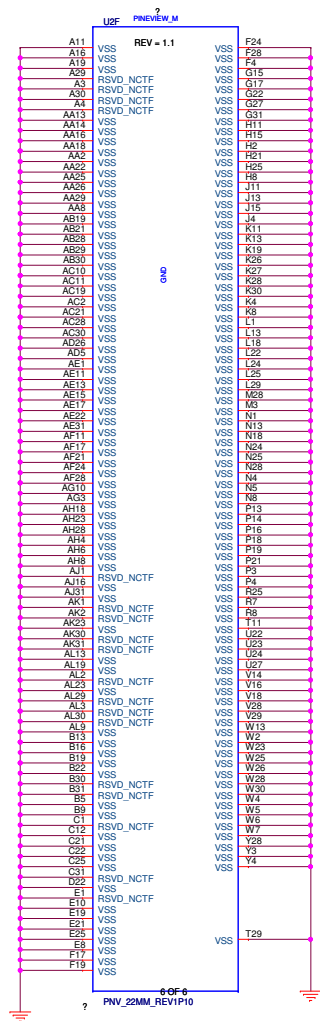 ?
U2F PINEVIEW_M
REV = 1.1
A11 VSS VSS F24
A16 VSS VSS F28
A19 VSS VSS F4
A29 RSVD_NCTF VSS G15
A3 RSVD_NCTF VSS G17
A30 RSVD_NCTF VSS G22
A4 RSVD_NCTF VSS G27
AA13 VSS VSS G31
AA14 VSS VSS H11
AA16 VSS VSS H15
AA18 VSS VSS H2
AA2 VSS VSS H21
AA22 VSS VSS H25
AA25 VSS VSS H8
AA26 VSS VSS J11
AA29 VSS VSS J13
AA8 VSS VSS J15
AB19 VSS VSS J4
AB21 VSS VSS K11
AB28 VSS VSS K13
AB29 VSS VSS K19
AB30 VSS VSS K26
AC10 VSS VSS K27
GND
AC11 VSS VSS K28
AC19 VSS VSS K30
AC2 VSS VSS K4
AC21 VSS VSS K8
AC28 VSS VSS L1
AC30 VSS VSS L13
AD26 VSS VSS L18
AD5 VSS VSS L22
AE1 VSS VSS L24
AE11 VSS VSS L25
AE13 VSS VSS L29
AE15 VSS VSS M28
AE17 VSS VSS M3
AE22 VSS VSS N1
AE31 VSS VSS N13
AF11 VSS VSS N18
AF17 VSS VSS N24
AF21 VSS VSS N25
AF24 VSS VSS N28
AF28 VSS VSS N4
AG10 VSS VSS N5
AG3 VSS VSS N8
AH18 VSS VSS P13
AH23 VSS VSS P14
AH28 VSS VSS P16
AH4 VSS VSS P18
AH6 VSS VSS P19
AH8 VSS VSS P21
AJ1 RSVD_NCTF VSS P3
AJ16 VSS VSS P4
AJ31 VSS VSS R25
AK1 RSVD_NCTF VSS R7
AK2 RSVD_NCTF VSS R8
AK23 VSS VSS T11
AK30 RSVD_NCTF VSS U22
AK31 RSVD_NCTF VSS U23
AL13 VSS VSS U24
AL19 VSS VSS U27
AL2 RSVD_NCTF VSS V14
AL23 VSS VSS V16
AL29 RSVD_NCTF VSS V18
AL3 RSVD_NCTF VSS V28
AL30 RSVD_NCTF VSS V29
AL9 VSS VSS W13
B13 VSS VSS W2
B16 VSS VSS W23
B19 VSS VSS W25
B22 VSS VSS W26
B30 RSVD_NCTF VSS W28
B31 RSVD_NCTF VSS W30
B5 VSS VSS W4
B9 VSS VSS W5
C1 RSVD_NCTF VSS W6
C12 VSS VSS W7
C21 VSS VSS Y28
C22 VSS VSS Y3
C25 VSS VSS Y4
C31 RSVD_NCTF
D22 VSS
E1 RSVD_NCTF
E10 VSS
E19 VSS
E21 VSS
E25 VSS VSS T29
E8 VSS
F17 VSS
F19 VSS
6 OF 6
? PNV_22MM_REV1P10